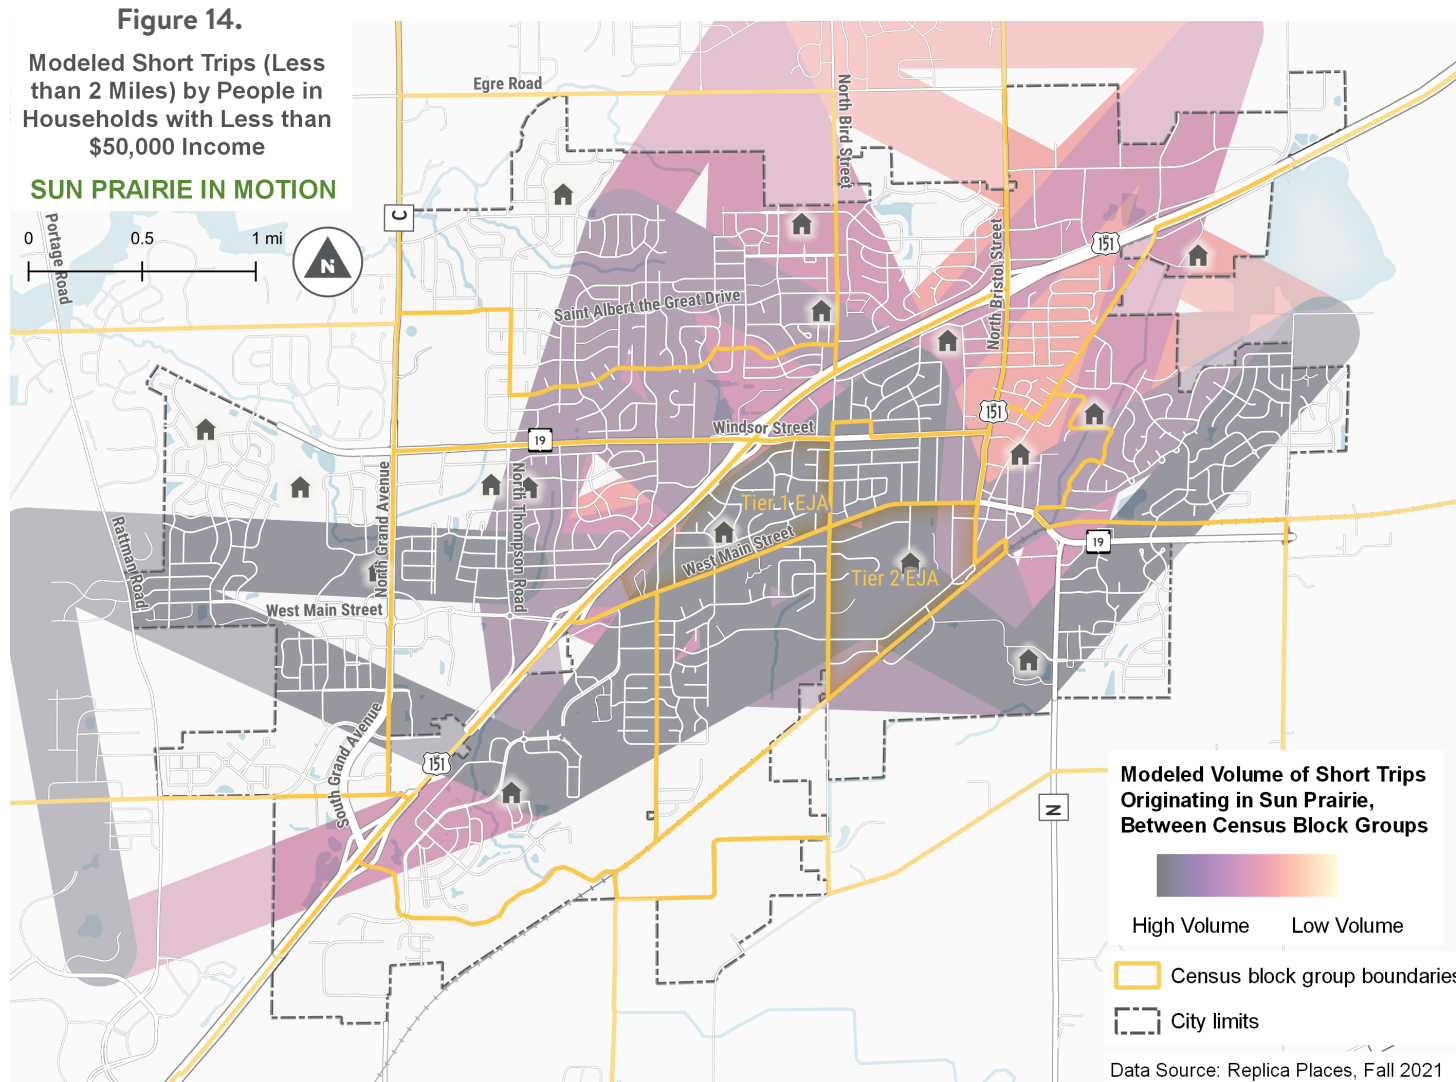 Figure 14.
Modeled Short Trips (Less
than 2 Miles) by People in
Households with Less than
$50,000 Income
SUN PRAIRIE IN MOTION
0 0.5 1 mi
N
C
Egre Road
North Bird Street
Portage Road
151
North Bristol Street
Saint Albert the Great Drive
151
Windsor Street
19
North Grand Avenue
North Thompson Road
Tier 1 EJA
Rattman Road
West Main Street
19
Tier 2 EJA
West Main Street
South Grand Avenue
151
N
Modeled Volume of Short Trips
Originating in Sun Prairie,
Between Census Block Groups
High Volume Low Volume
Census block group boundaries
City limits
Data Source: Replica Places, Fall 2021